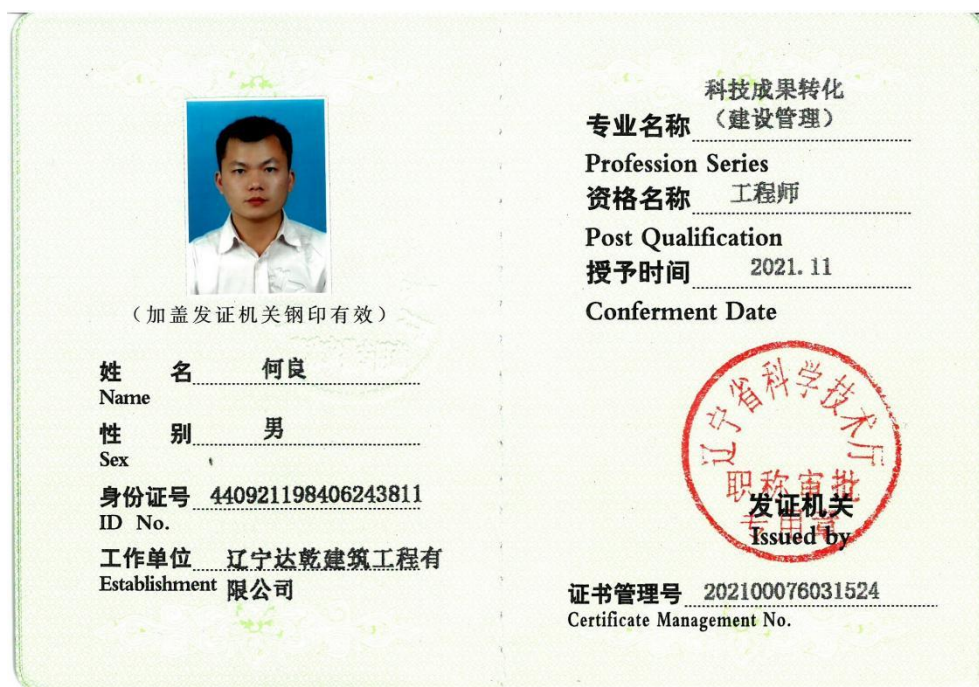 （加盖发证机关钢印有效）
姓 名 何良
Name
性 别 男
Sex
身份证号 440921198406243811
ID No.
工作单位 辽宁达乾建筑工程有
Establishment 限公司
科技成果转化
专业名称 （建设管理）
Profession Series
资格名称 工程师
Post Qualification
授予时间 2021.11
Conferment Date
辽宁省科学技术厅
职称审批
专用章
发证机关
Issued by
证书管理号 202100076031524
Certificate Management No.